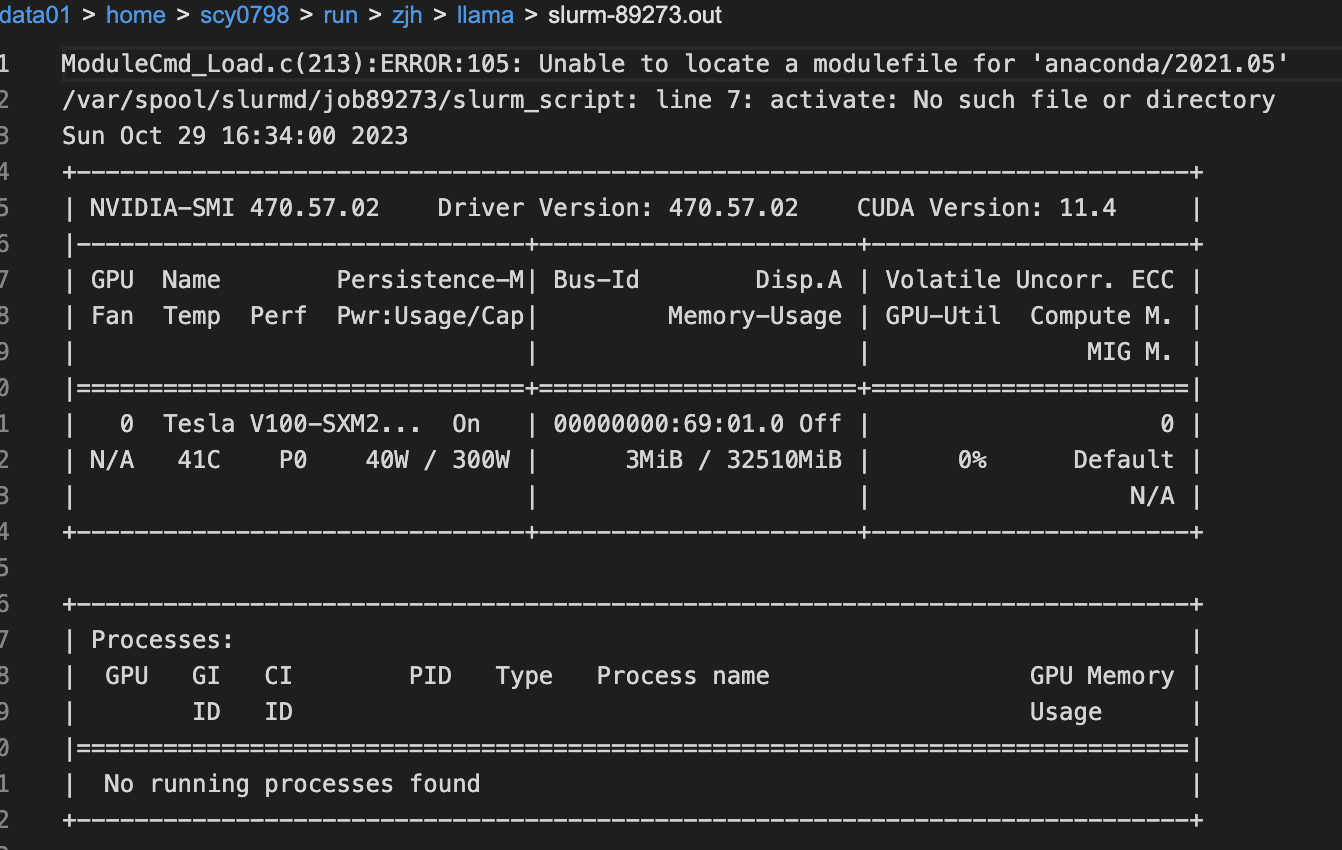 data01 > home > scy0798 > run > zjh > llama > slurm-89273.out
1 ModuleCmd_Load.c(213):ERROR:105: Unable to locate a modulefile for 'anaconda/2021.05'
2 /var/spool/slurmd/job89273/slurm_script: line 7: activate: No such file or directory
3 Sun Oct 29 16:34:00 2023
4 +-----------------------------------------------------------------------------+
5 | NVIDIA-SMI 470.57.02    Driver Version: 470.57.02    CUDA Version: 11.4     |
6 |-------------------------------+----------------------+----------------------+
7 | GPU  Name        Persistence-M| Bus-Id        Disp.A | Volatile Uncorr. ECC |
8 | Fan  Temp  Perf  Pwr:Usage/Cap|         Memory-Usage | GPU-Util  Compute M. |
9 |                               |                      |               MIG M. |
0 |===============================+======================+======================|
1 |   0  Tesla V100-SXM2...  On   | 00000000:69:01.0 Off |                    0 |
2 | N/A   41C    P0    40W / 300W |      3MiB / 32510MiB |      0%      Default |
3 |                               |                      |                  N/A |
4 +-------------------------------+----------------------+----------------------+
5
6 +-----------------------------------------------------------------------------+
7 | Processes:                                                                  |
8 |  GPU   GI   CI        PID   Type   Process name                  GPU Memory |
9 |        ID   ID                                                   Usage      |
0 |=============================================================================|
1 |  No running processes found                                                 |
2 +-----------------------------------------------------------------------------+